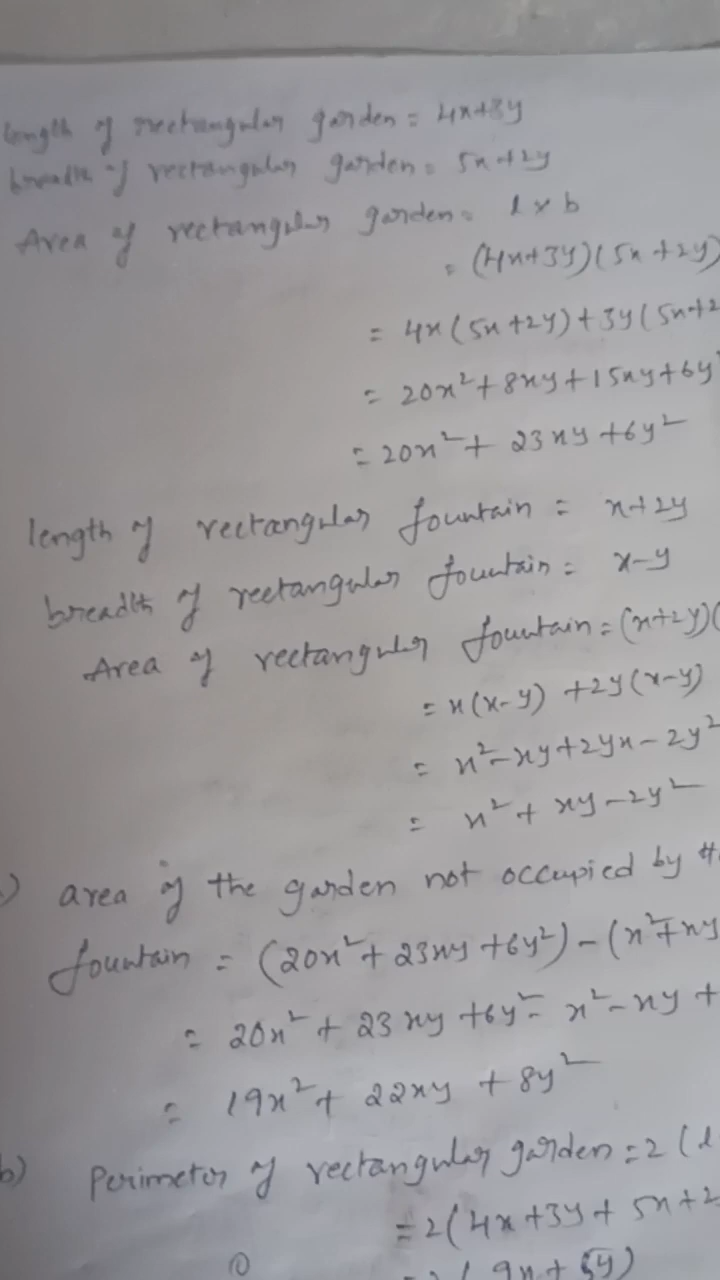 length of rectangular garden = 4x+3y
breadth of rectangular garden = 5x+2y
Area of rectangular garden = l x b
= (4x+3y)(5x+2y)
= 4x(5x+2y)+3y(5x+2
= 20x²+8xy+15xy+6y²
= 20x²+ 23xy+6y²
length of rectangular fountain = x+2y
breadth of rectangular fountain = x-y
Area of rectangular fountain = (x+2y)(
= x(x-y) +2y(x-y)
= x²-xy+2yx-2y²
= x²+ xy-2y²
) area of the garden not occupied by the
fountain = (20x²+23xy+6y²)-(x²+xy
= 20x²+ 23xy+6y²- x²-xy+
= 19x²+ 22xy + 8y²
b) Perimeter of rectangular garden = 2(l
= 2(4x+3y+5x+2
(9x+5y)